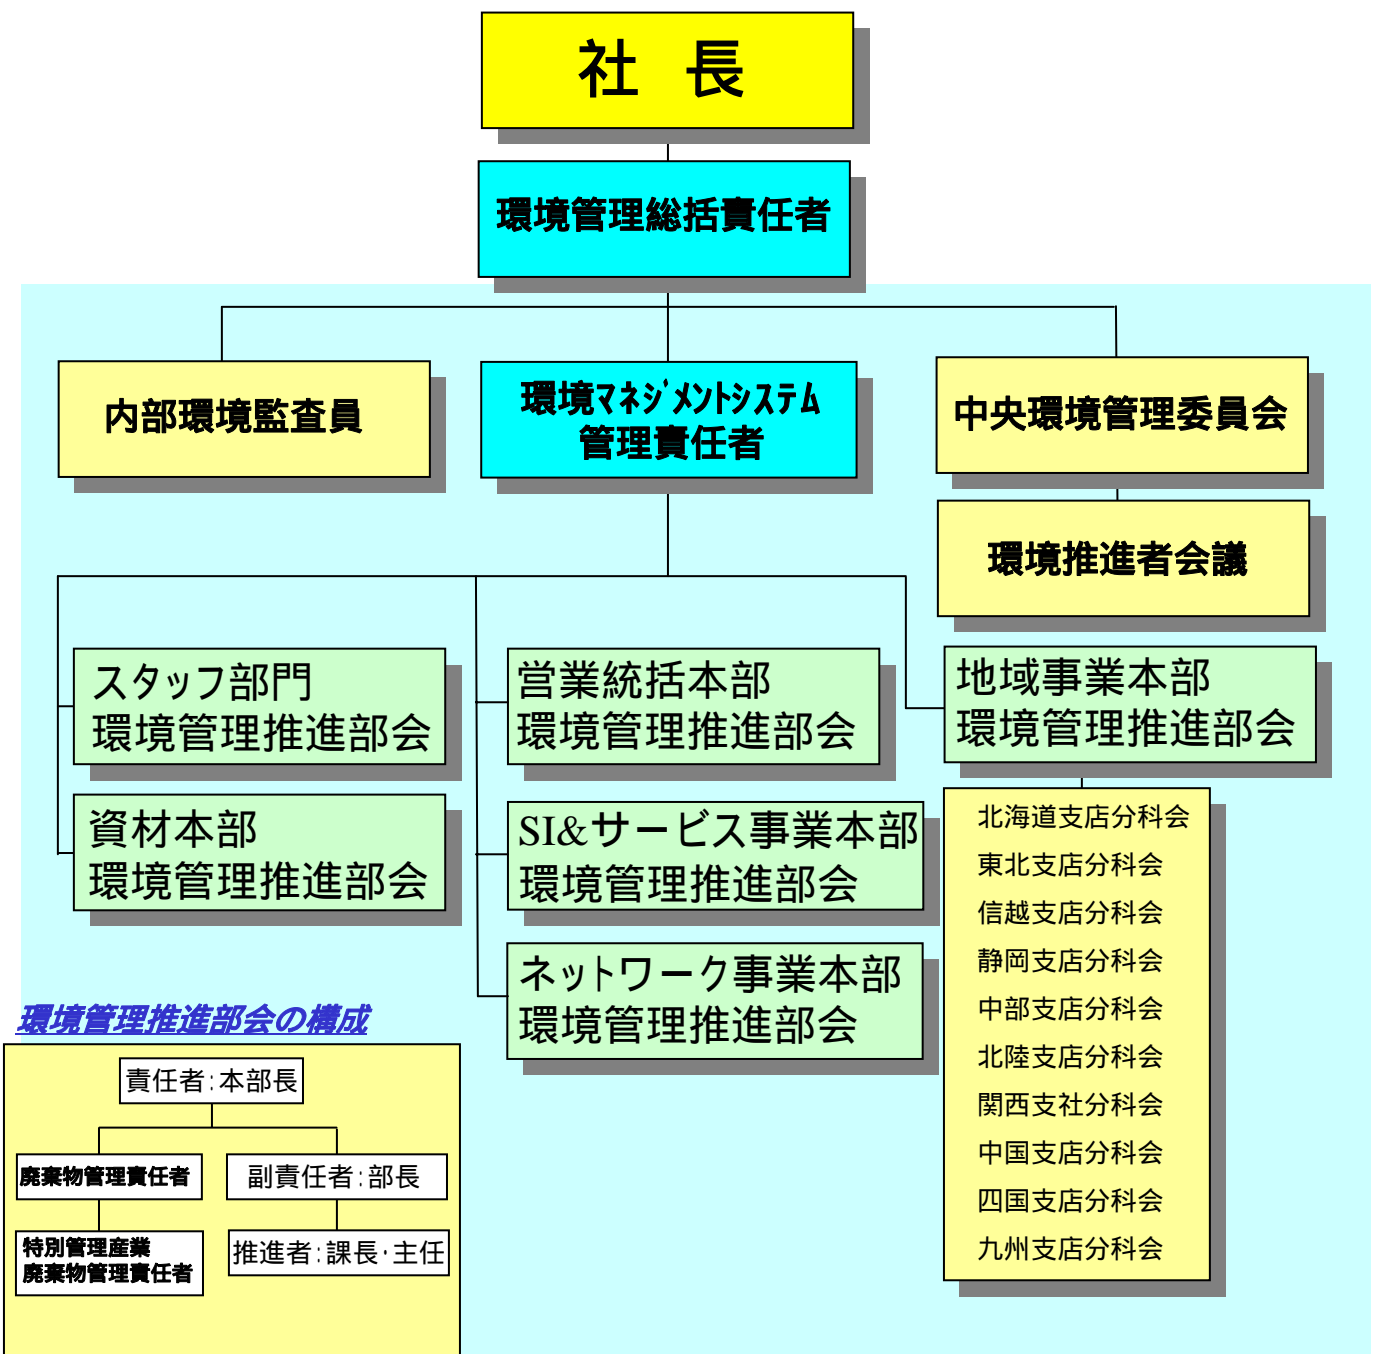 社 長
環境管理総括責任者
内部環境監査員
環境ﾏﾈｼﾞﾒﾝﾄｼｽﾃﾑ
管理責任者
中央環境管理委員会
環境推進者会議
スタッフ部門
環境管理推進部会
営業統括本部
環境管理推進部会
地域事業本部
環境管理推進部会
資材本部
環境管理推進部会
SI&サービス事業本部
環境管理推進部会
ネットワーク事業本部
環境管理推進部会
北海道支店分科会
東北支店分科会
信越支店分科会
静岡支店分科会
中部支店分科会
北陸支店分科会
関西支社分科会
中国支店分科会
四国支店分科会
九州支店分科会
環境管理推進部会の構成
責任者:本部長
廃棄物管理責任者
副責任者:部長
特別管理産業
廃棄物管理責任者
推進者:課長･主任